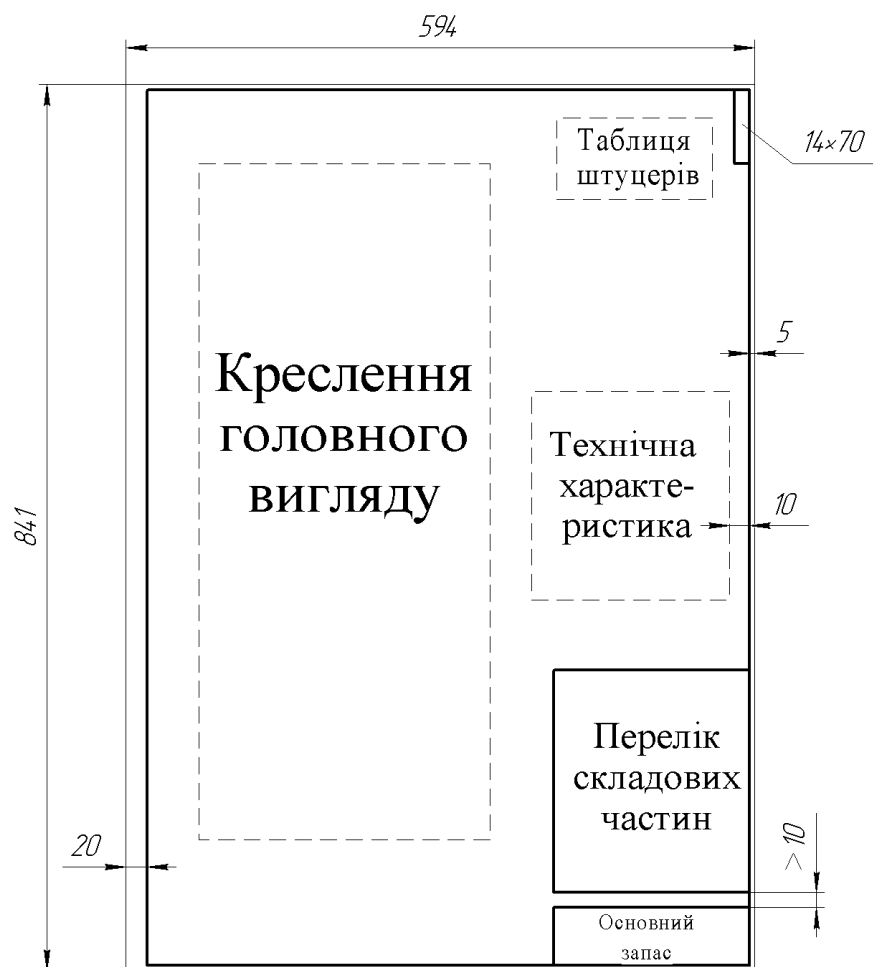 594
Таблиця
штуцерів
14×70
5
Креслення
головного
вигляду
Технічна
характе-
ристика
10
841
Перелік
складових
частин
20
>10
Основний
запас